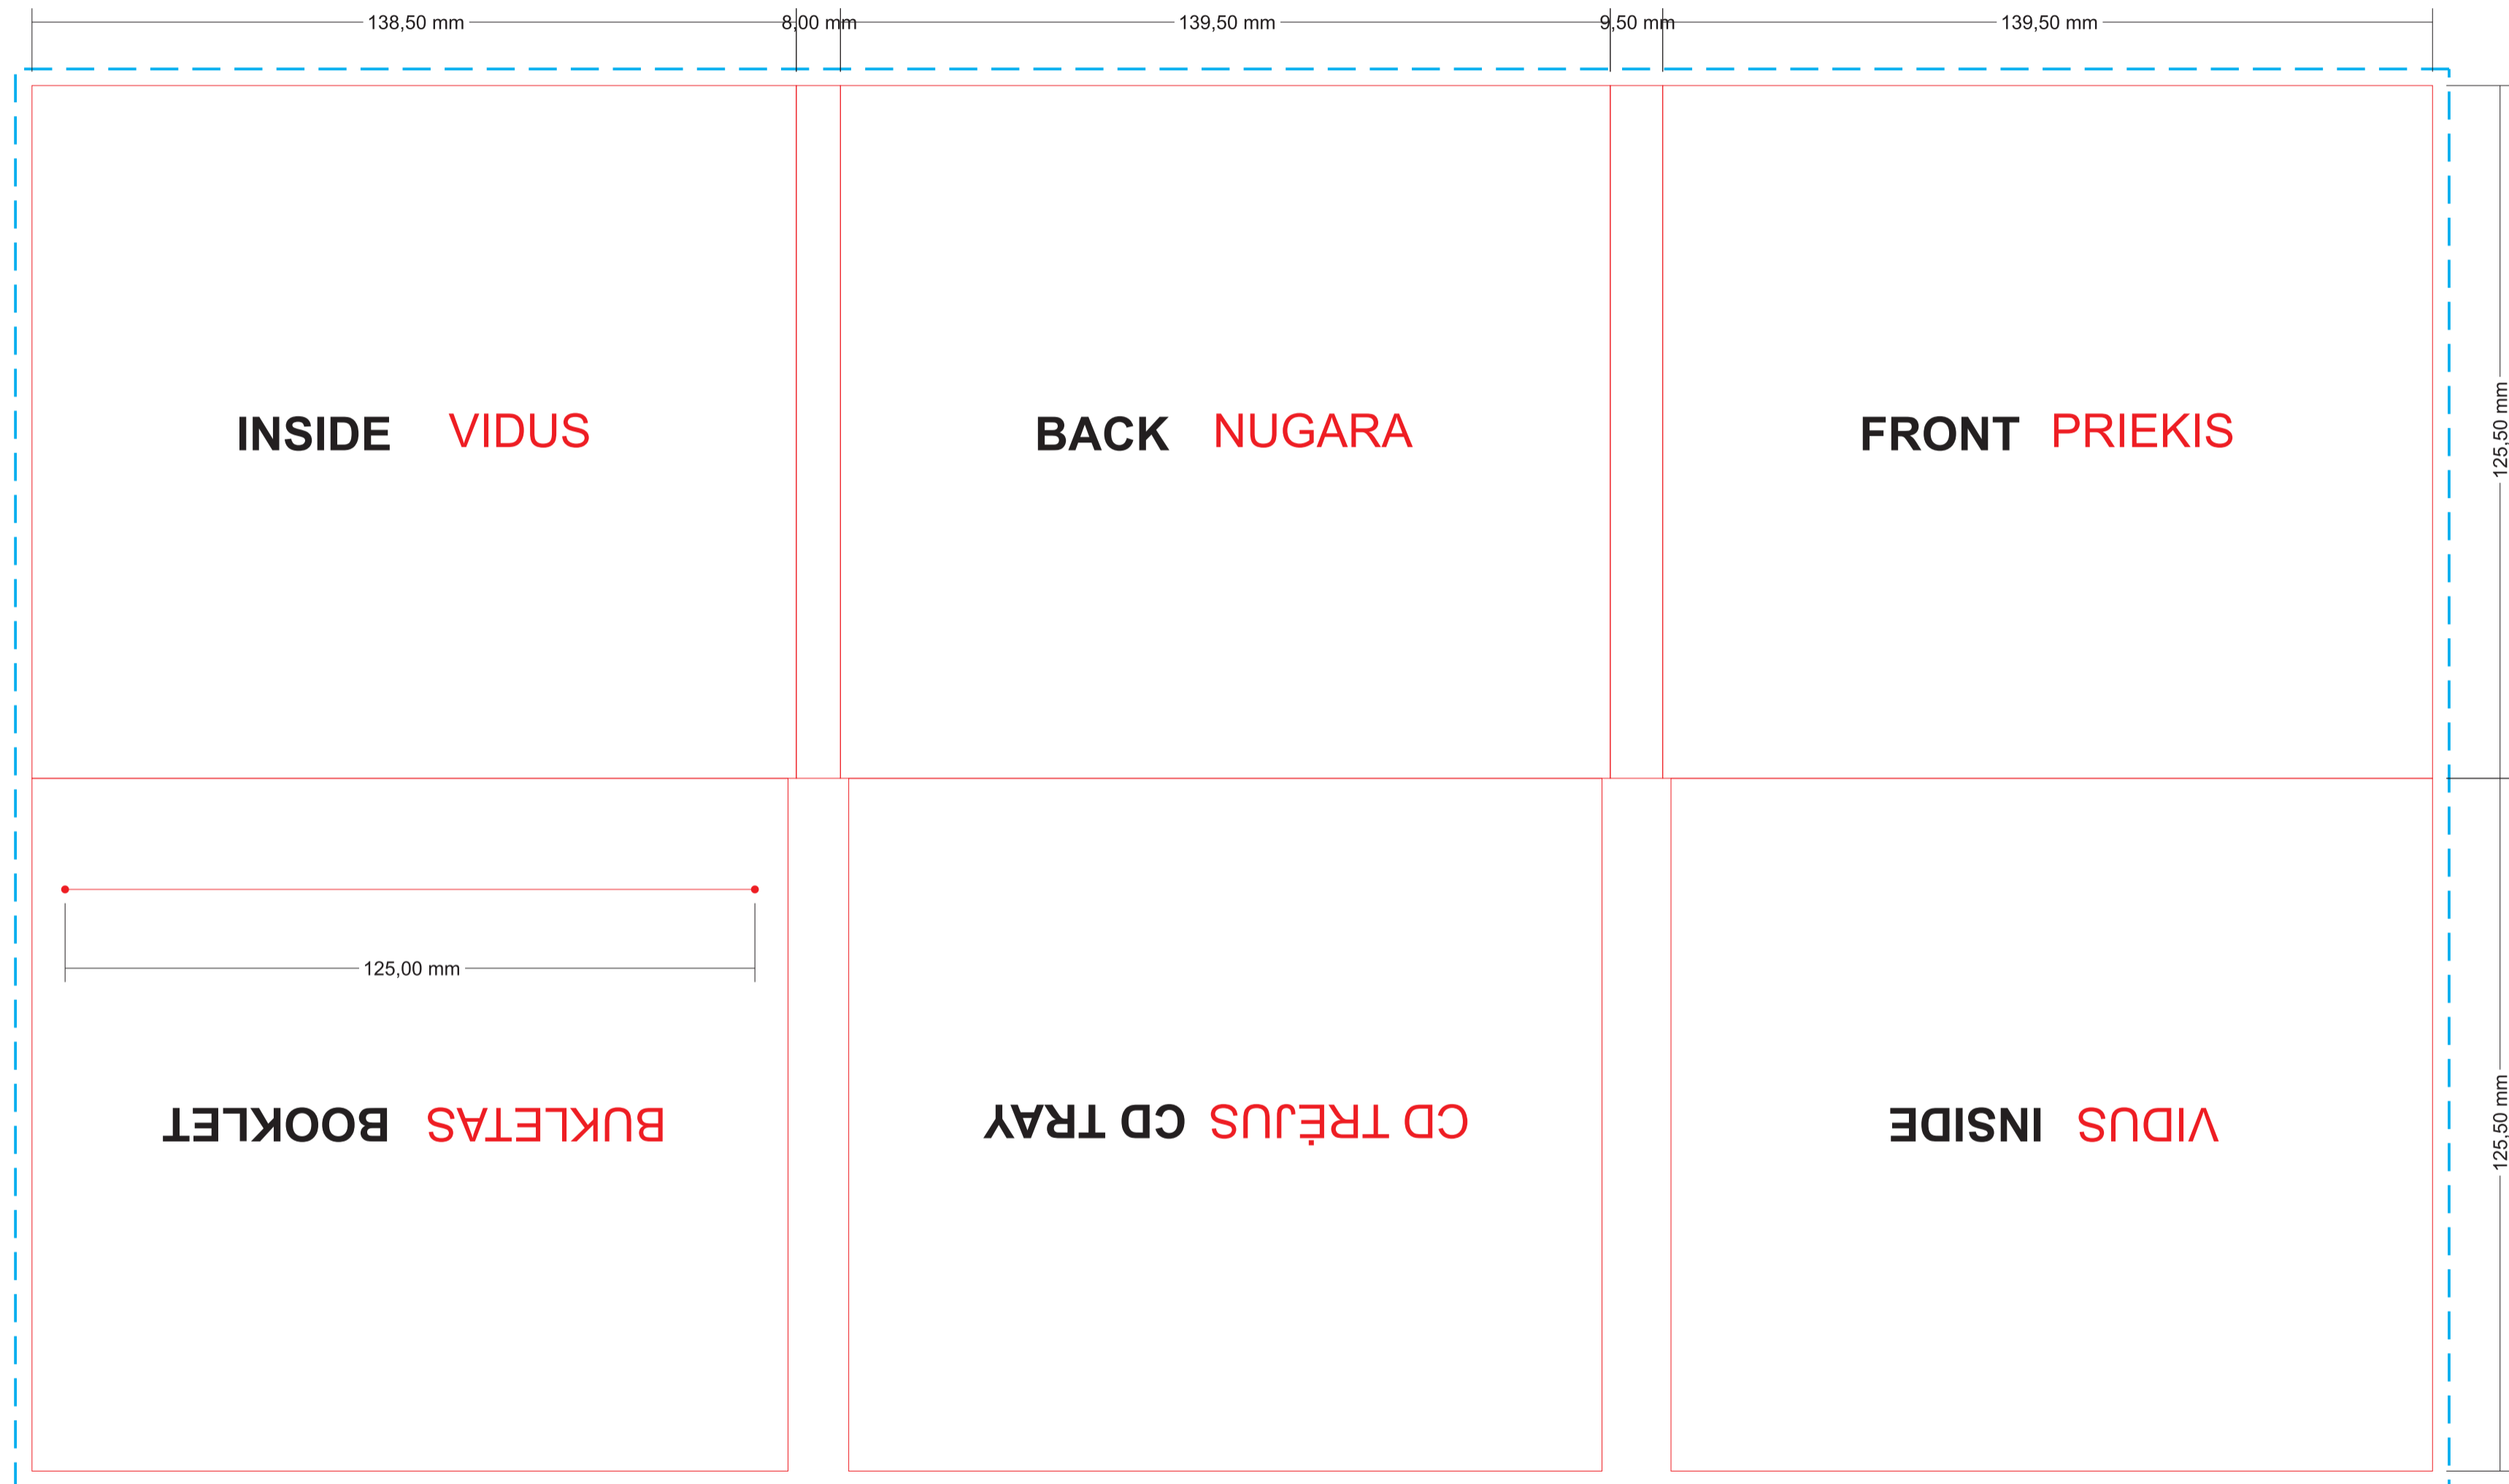 138,50 mm 8,00 mm 139,50 mm 9,50 mm 139,50 mm
INSIDE VIDUS
BACK NUGARA
FRONT PRIEKIS
125,50 mm
125,00 mm
BUKLETAS BOOKLET
CD TRĖJUS CD TRAY
VIDUS INSIDE
125,50 mm